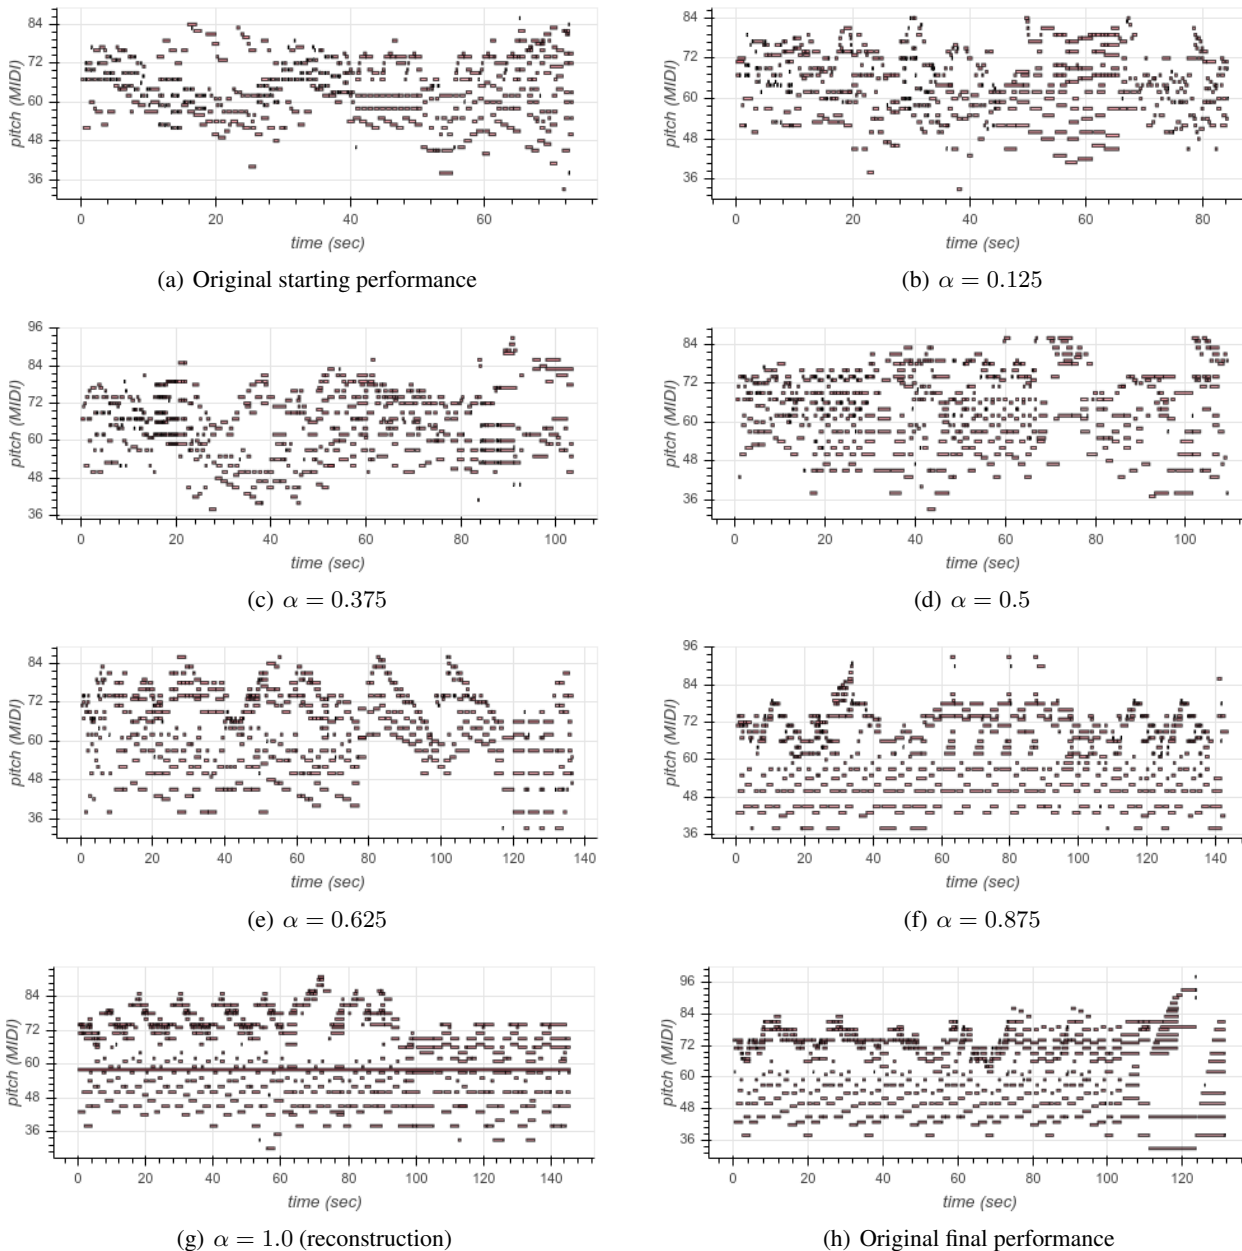 84
72
60
48
36
pitch (MIDI)
0 20 40 60
time (sec)
(a) Original starting performance
84
72
60
48
36
pitch (MIDI)
0 20 40 60 80
time (sec)
(b) α = 0.125
96
84
72
60
48
36
pitch (MIDI)
0 20 40 60 80 100
time (sec)
(c) α = 0.375
84
72
60
48
36
pitch (MIDI)
0 20 40 60 80 100
time (sec)
(d) α = 0.5
84
72
60
48
36
pitch (MIDI)
0 20 40 60 80 100 120 140
time (sec)
(e) α = 0.625
96
84
72
60
48
36
pitch (MIDI)
0 20 40 60 80 100 120 140
time (sec)
(f) α = 0.875
84
72
60
48
36
pitch (MIDI)
0 20 40 60 80 100 120 140
time (sec)
(g) α = 1.0 (reconstruction)
96
84
72
60
48
36
pitch (MIDI)
0 20 40 60 80 100 120
time (sec)
(h) Original final performance